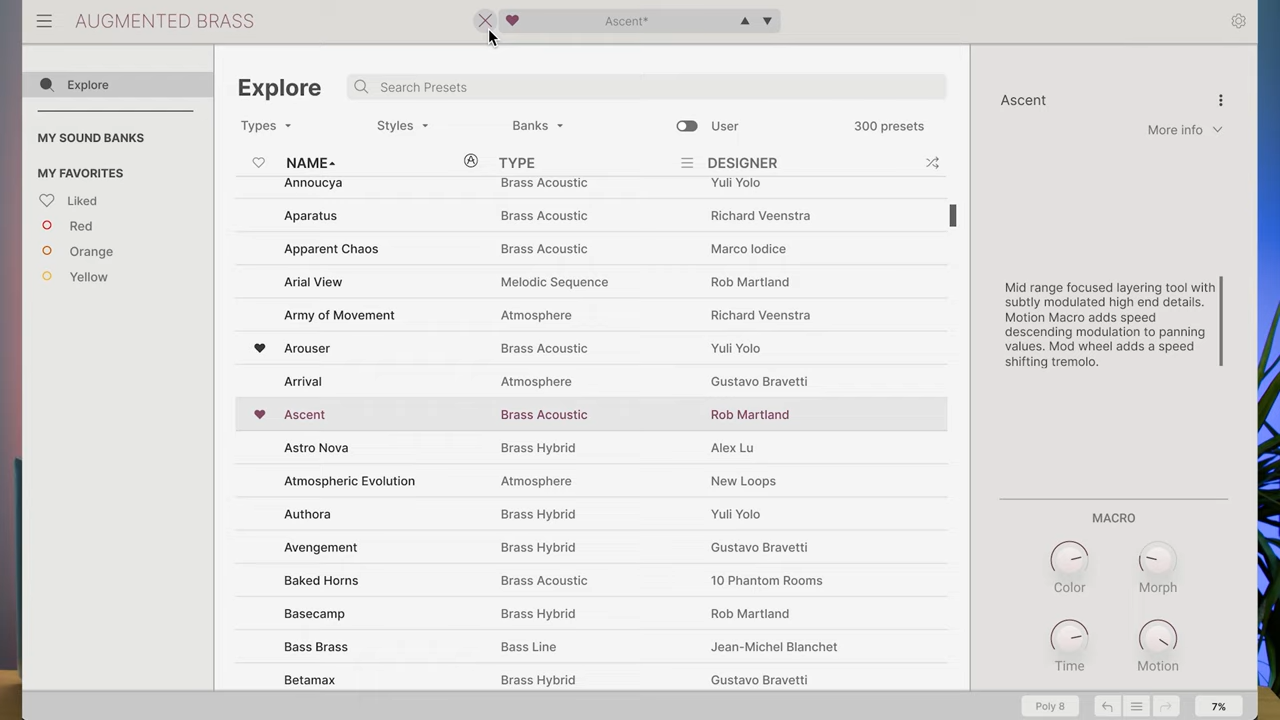 AUGMENTED BRASS
Ascent*
Explore
MY SOUND BANKS
MY FAVORITES
Liked
Red
Orange
Yellow
Explore
Search Presets
Types
Styles
Banks
User
300 presets
NAME
TYPE
DESIGNER
Annoucya Brass Acoustic Yuli Yolo
Aparatus Brass Acoustic Richard Veenstra
Apparent Chaos Brass Acoustic Marco Iodice
Arial View Melodic Sequence Rob Martland
Army of Movement Atmosphere Richard Veenstra
Arouser Brass Acoustic Yuli Yolo
Arrival Atmosphere Gustavo Bravetti
Ascent Brass Acoustic Rob Martland
Astro Nova Brass Hybrid Alex Lu
Atmospheric Evolution Atmosphere New Loops
Authora Brass Hybrid Yuli Yolo
Avengement Brass Hybrid Gustavo Bravetti
Baked Horns Brass Acoustic 10 Phantom Rooms
Basecamp Brass Hybrid Rob Martland
Bass Brass Bass Line Jean-Michel Blanchet
Betamax Brass Hybrid Gustavo Bravetti
Ascent
More info
Mid range focused layering tool with
subtly modulated high end details.
Motion Macro adds speed
descending modulation to panning
values. Mod wheel adds a speed
shifting tremolo.
MACRO
Color
Morph
Time
Motion
Poly 8
7%